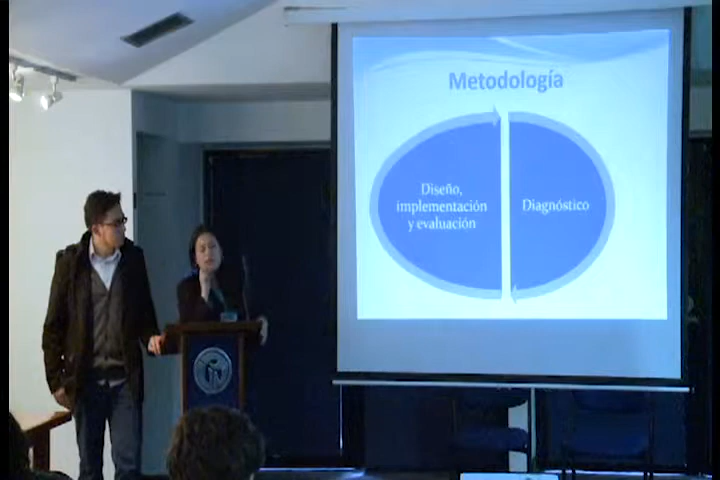 Metodología
Diseño,
implementación
y evaluación
Diagnóstico